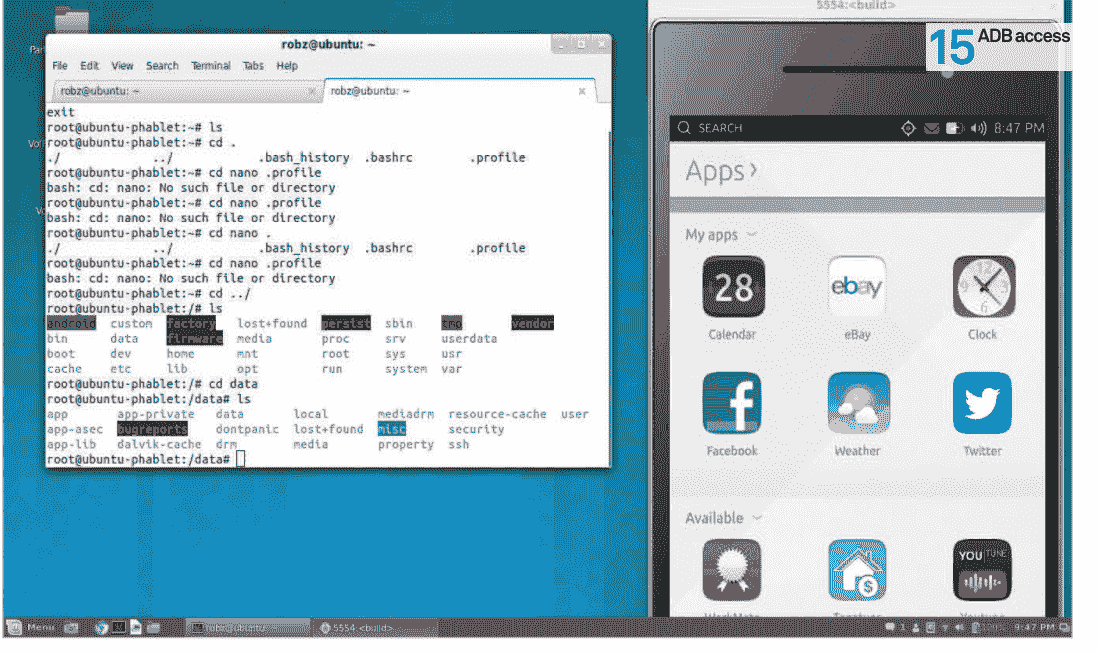 5554:<build>
15 ADB access
robz@ubuntu: ~
File Edit View Search Terminal Tabs Help
robz@ubuntu: ~ robz@ubuntu: ~
exit
root@ubuntu-phablet:~# ls
root@ubuntu-phablet:~# cd .
./ ../ .bash_history .bashrc .profile
root@ubuntu-phablet:~# cd nano .profile
bash: cd: nano: No such file or directory
root@ubuntu-phablet:~# cd nano .profile
bash: cd: nano: No such file or directory
root@ubuntu-phablet:~# cd nano .
./ ../ .bash_history .bashrc .profile
root@ubuntu-phablet:~# cd nano .profile
bash: cd: nano: No such file or directory
root@ubuntu-phablet:~# cd ../
root@ubuntu-phablet:/# ls
android custom factory lost+found persist sbin tmp vendor
bin data firmware media proc srv userdata
boot dev home mnt root sys usr
cache etc lib opt run system var
root@ubuntu-phablet:/# cd data
root@ubuntu-phablet:/data# ls
app app-private data local mediadrm resource-cache user
app-asec bugreports dontpanic lost+found misc security
app-lib dalvik-cache drm media property ssh
root@ubuntu-phablet:/data#
SEARCH 8:47 PM
Apps
My apps
28
ebay
Calendar eBay Clock
Facebook Weather Twitter
Available
YOU TUNE
Menu robz@ubuntu: ~ 5554:<build> 1 100% 9:47 PM